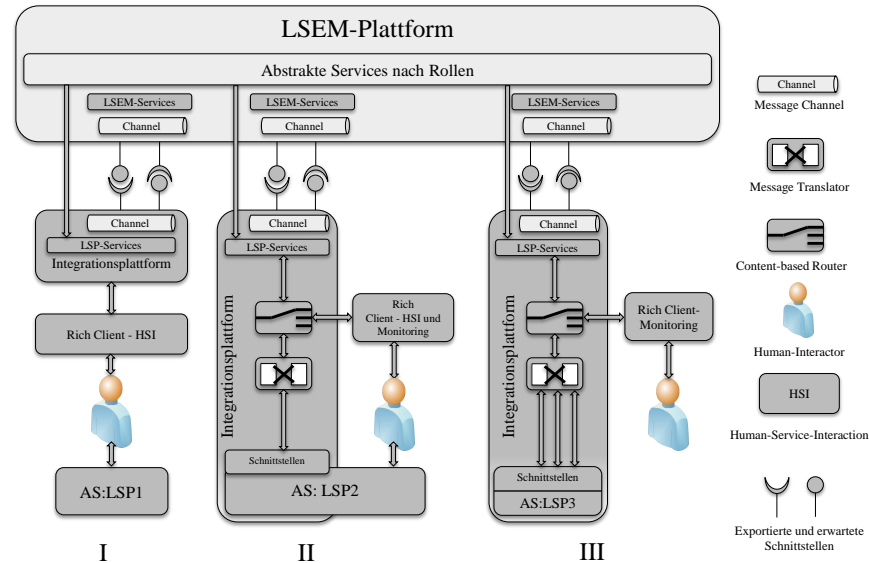 LSEM-Plattform
Abstrakte Services nach Rollen
LSEM-Services
Channel
LSEM-Services
Channel
LSEM-Services
Channel
Channel
LSP-Services
Integrationsplattform
Rich Client - HSI
AS:LSP1
I
Channel
LSP-Services
Integrationsplattform
Rich
Client - HSI und
Monitoring
Schnittstellen
AS: LSP2
II
Channel
LSP-Services
Integrationsplattform
Rich Client-
Monitoring
Schnittstellen
AS:LSP3
III
Channel
Message Channel
Message Translator
Content-based Router
Human-Interactor
HSI
Human-Service-Interaction
Exportierte und erwartete
Schnittstellen